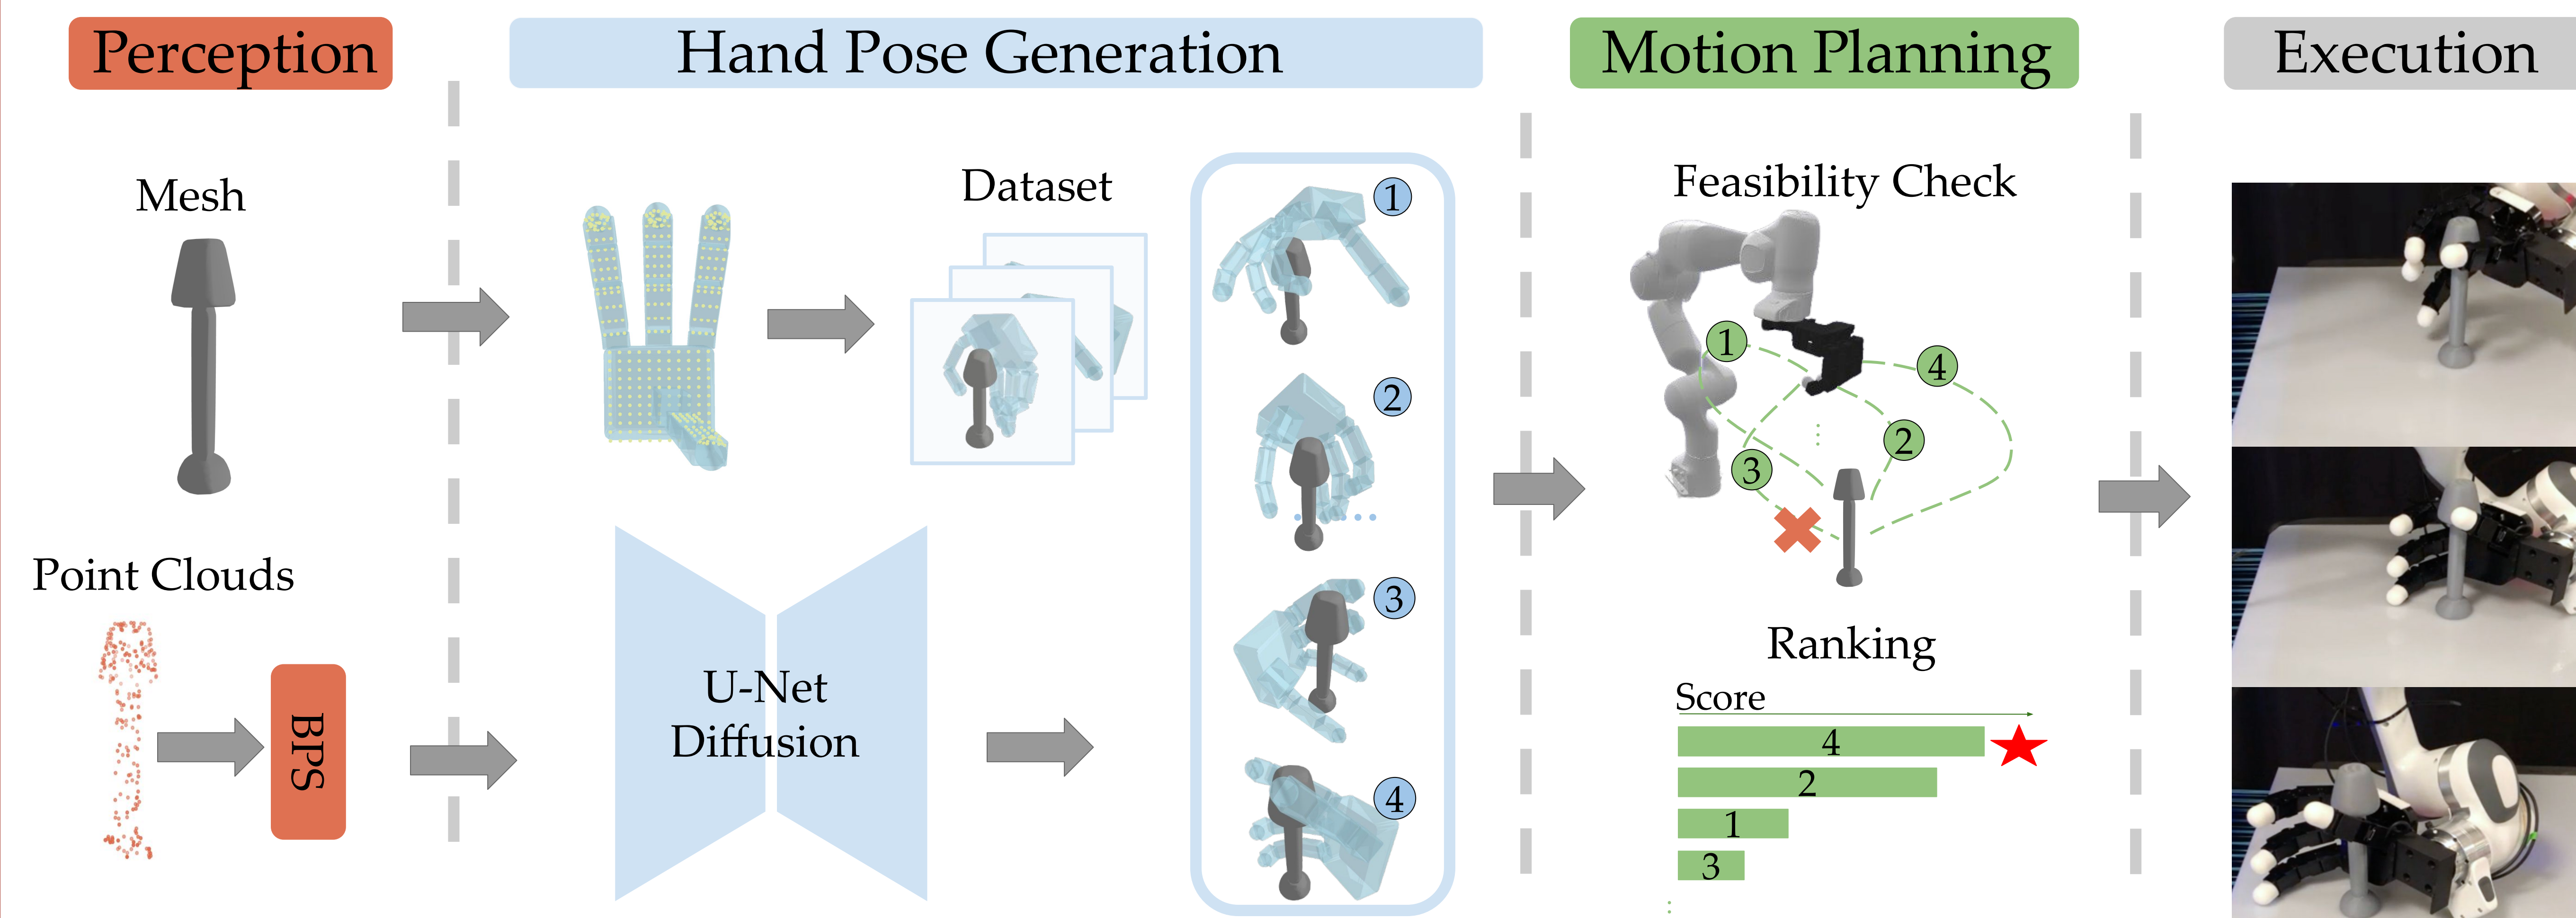 Perception
Hand Pose Generation
Motion Planning
Execution
Mesh
Point Clouds
BPS
Dataset
U-Net
Diffusion
1
2
3
4
Feasibility Check
1
4
2
3
Ranking
Score
4
2
1
3